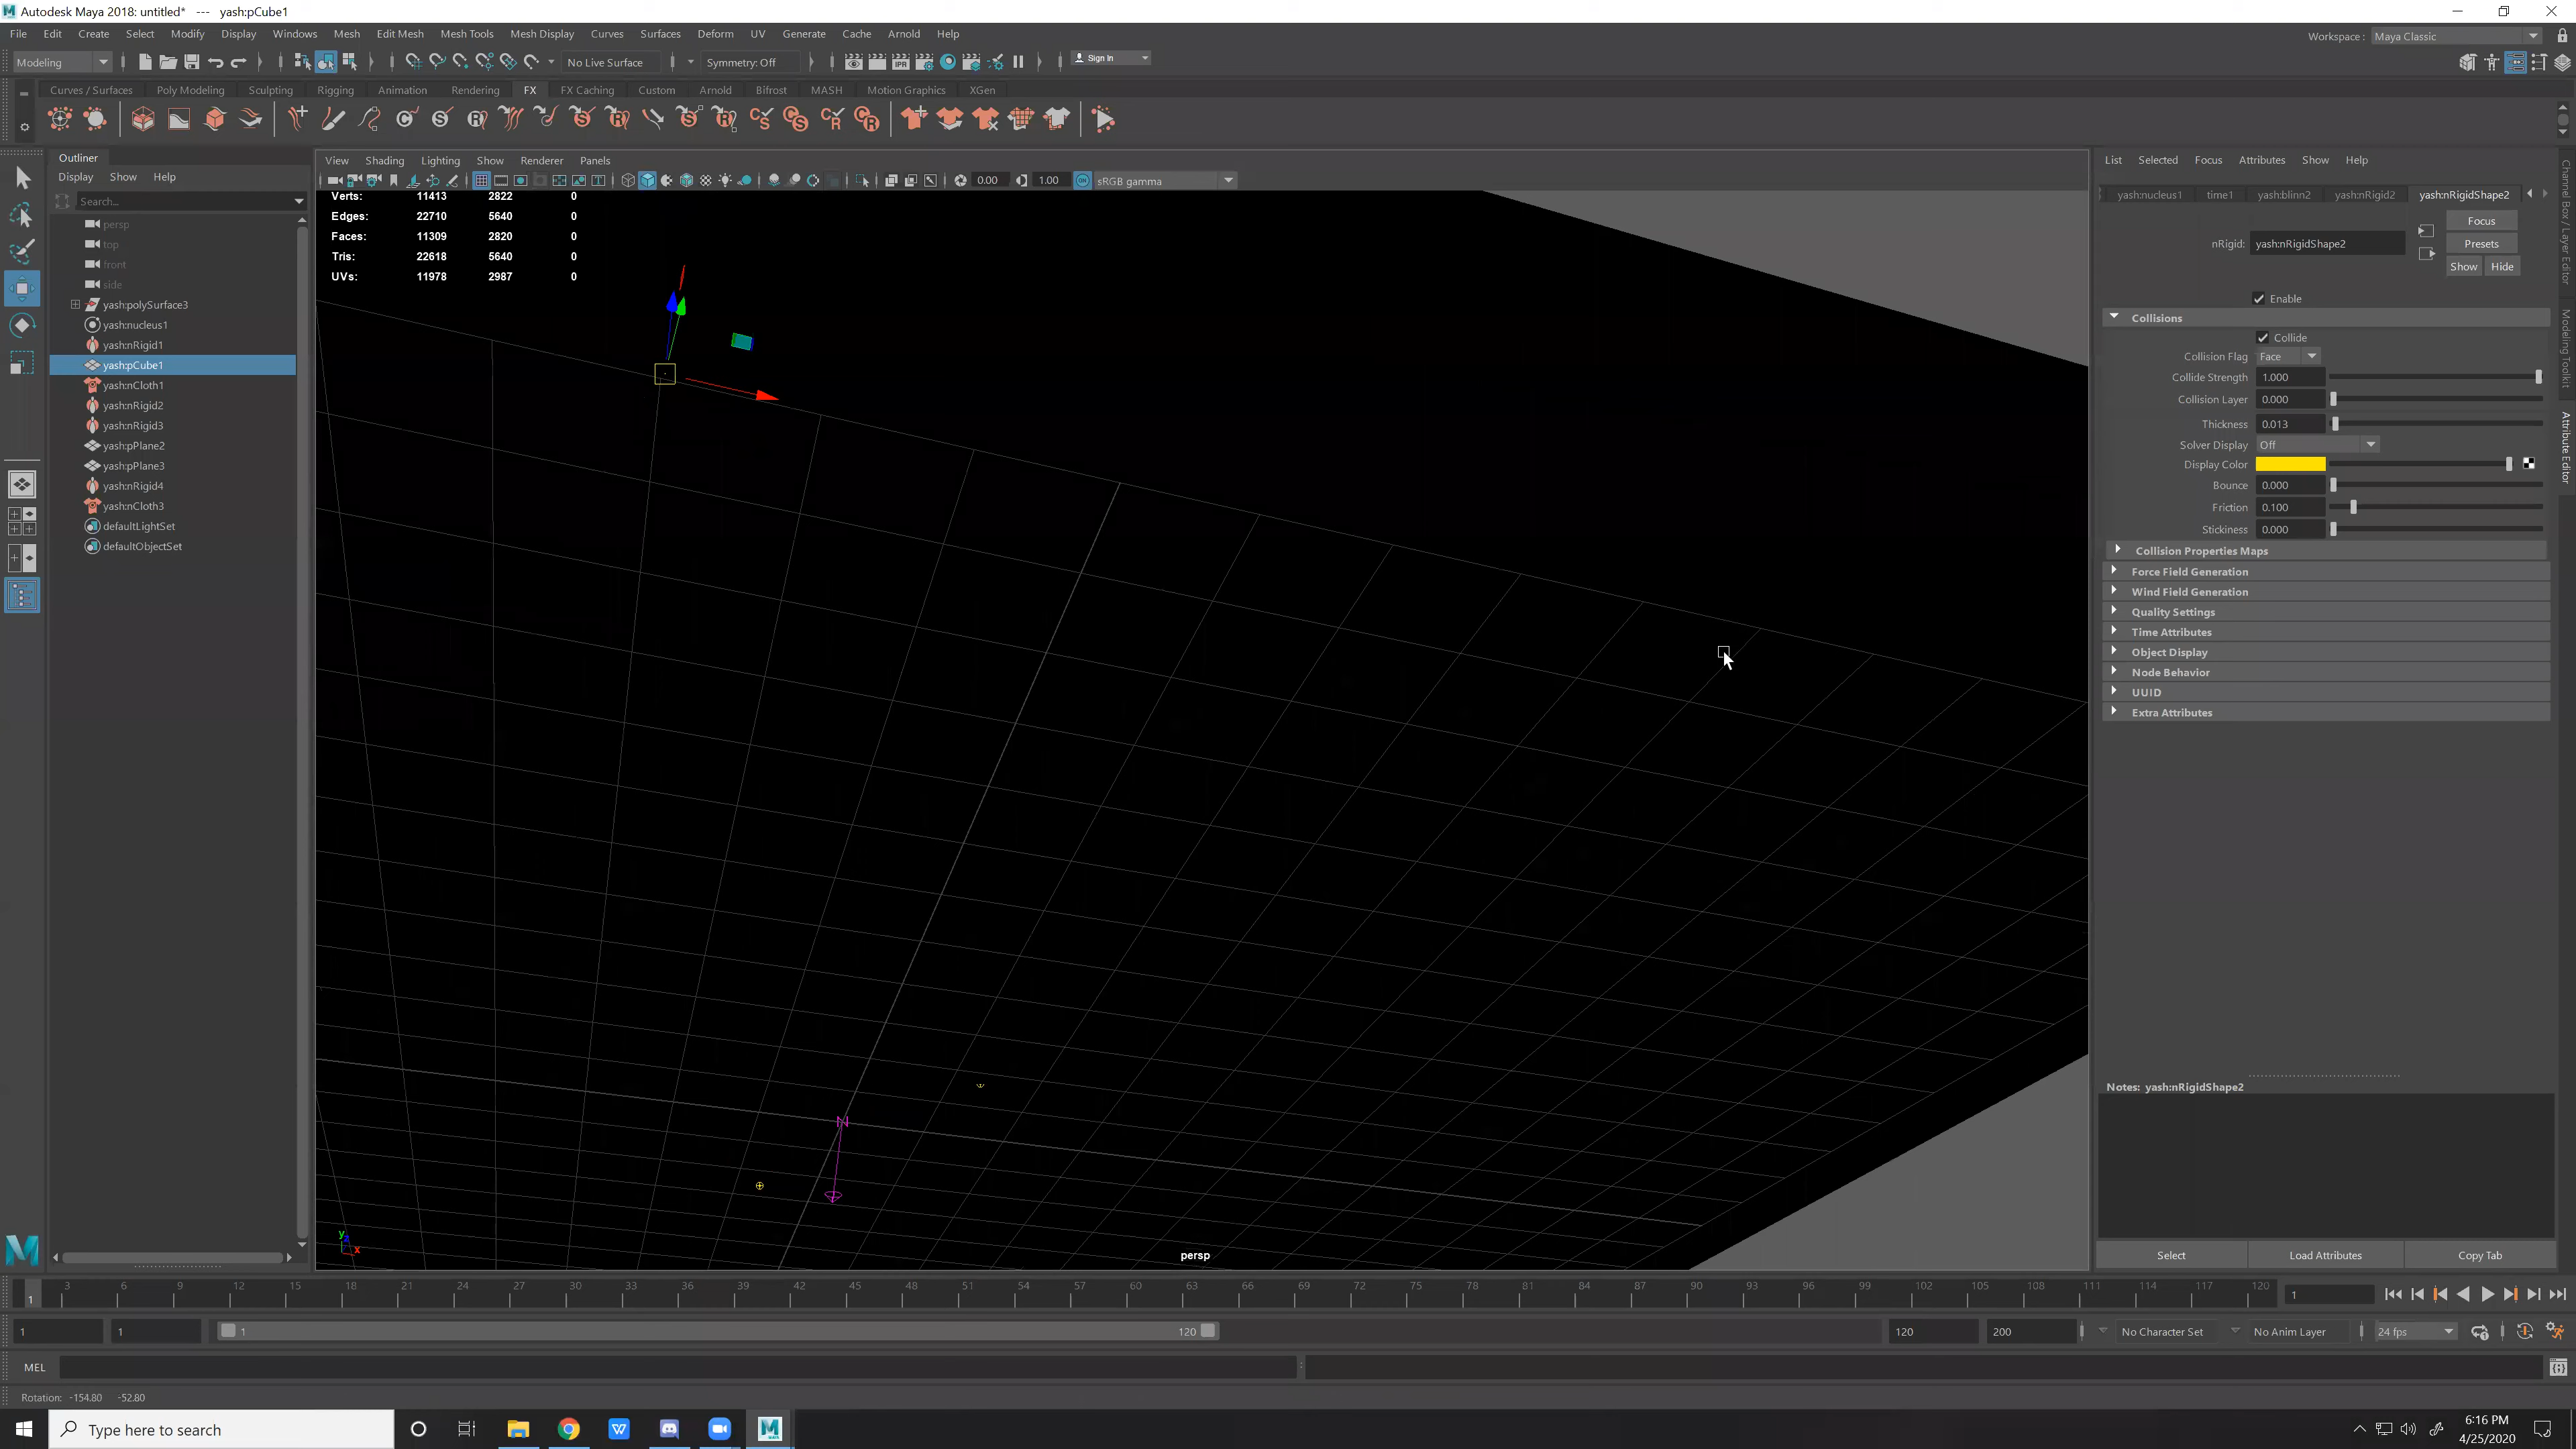 Autodesk Maya 2018: untitled* --- yash:pCube1
File Edit Create Select Modify Display Windows Mesh Edit Mesh Mesh Tools Mesh Display Curves Surfaces Deform UV Generate Cache Arnold Help
Workspace : Maya Classic
Modeling No Live Surface Symmetry: Off IPR Sign In
Curves / Surfaces Poly Modeling Sculpting Rigging Animation Rendering FX FX Caching Custom Arnold Bifrost MASH Motion Graphics XGen
Outliner
Display Show Help
Search...
persp
top
front
side
yash:polySurface3
yash:nucleus1
yash:nRigid1
yash:pCube1
yash:nCloth1
yash:nRigid2
yash:nRigid3
yash:pPlane2
yash:pPlane3
yash:nRigid4
yash:nCloth3
defaultLightSet
defaultObjectSet
View Shading Lighting Show Renderer Panels
0.00 1.00 ON sRGB gamma
Verts: 11413 2822 0
Edges: 22710 5640 0
Faces: 11309 2820 0
Tris: 22618 5640 0
UVs: 11978 2987 0
N
y
x
persp
List Selected Focus Attributes Show Help
yash:nucleus1 time1 yash:blinn2 yash:nRigid2 yash:nRigidShape2
nRigid: yash:nRigidShape2
Focus
Presets
Show Hide
Enable
Collisions
Collide
Collision Flag Face
Collide Strength 1.000
Collision Layer 0.000
Thickness 0.013
Solver Display Off
Display Color
Bounce 0.000
Friction 0.100
Stickiness 0.000
Collision Properties Maps
Force Field Generation
Wind Field Generation
Quality Settings
Time Attributes
Object Display
Node Behavior
UUID
Extra Attributes
Notes: yash:nRigidShape2
Select Load Attributes Copy Tab
Channel Box / Layer Editor
Modeling Toolkit
Attribute Editor
3 6 9 12 15 18 21 24 27 30 33 36 39 42 45 48 51 54 57 60 63 66 69 72 75 78 81 84 87 90 93 96 99 102 105 108 111 114 117 120
1 1
1 1 1 120 120 200 No Character Set No Anim Layer 24 fps
MEL
Rotation: -154.80 -52.80
Type here to search
6:16 PM
4/25/2020